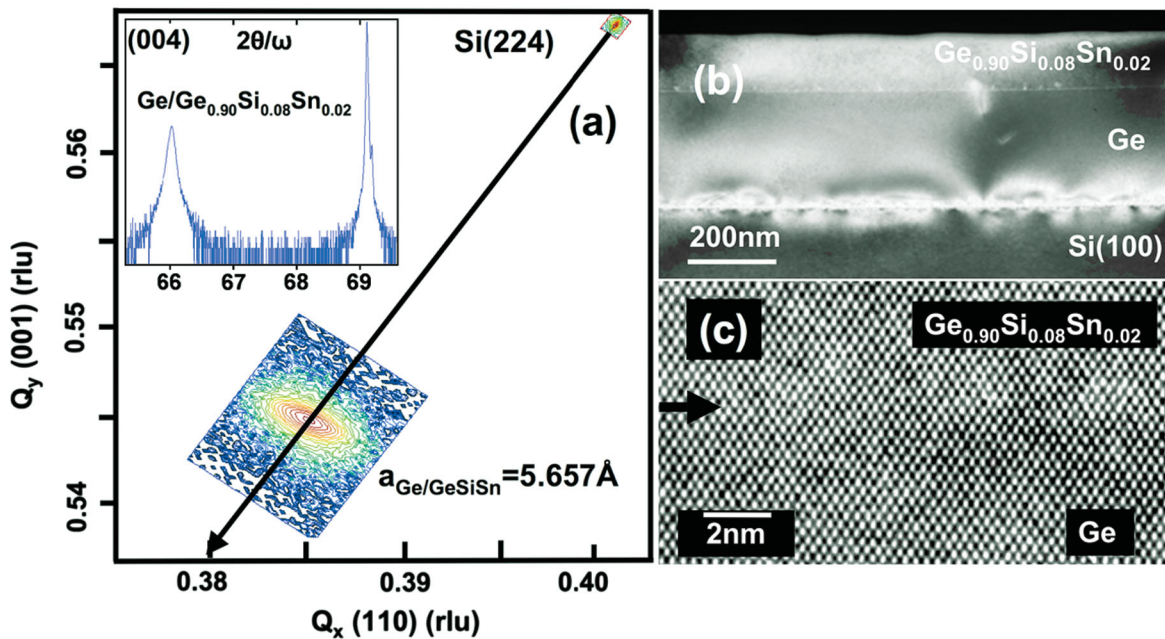 (004) 2θ/ω
Ge/Ge0.90Si0.08Sn0.02
66 67 68 69
Si(224)
(a)
aGe/GeSiSn=5.657Å
0.56
0.55
0.54
Qy (001) (rlu)
0.38 0.39 0.40
Qx (110) (rlu)
Ge0.90Si0.08Sn0.02
(b)
Ge
200nm
Si(100)
(c)
Ge0.90Si0.08Sn0.02
2nm
Ge